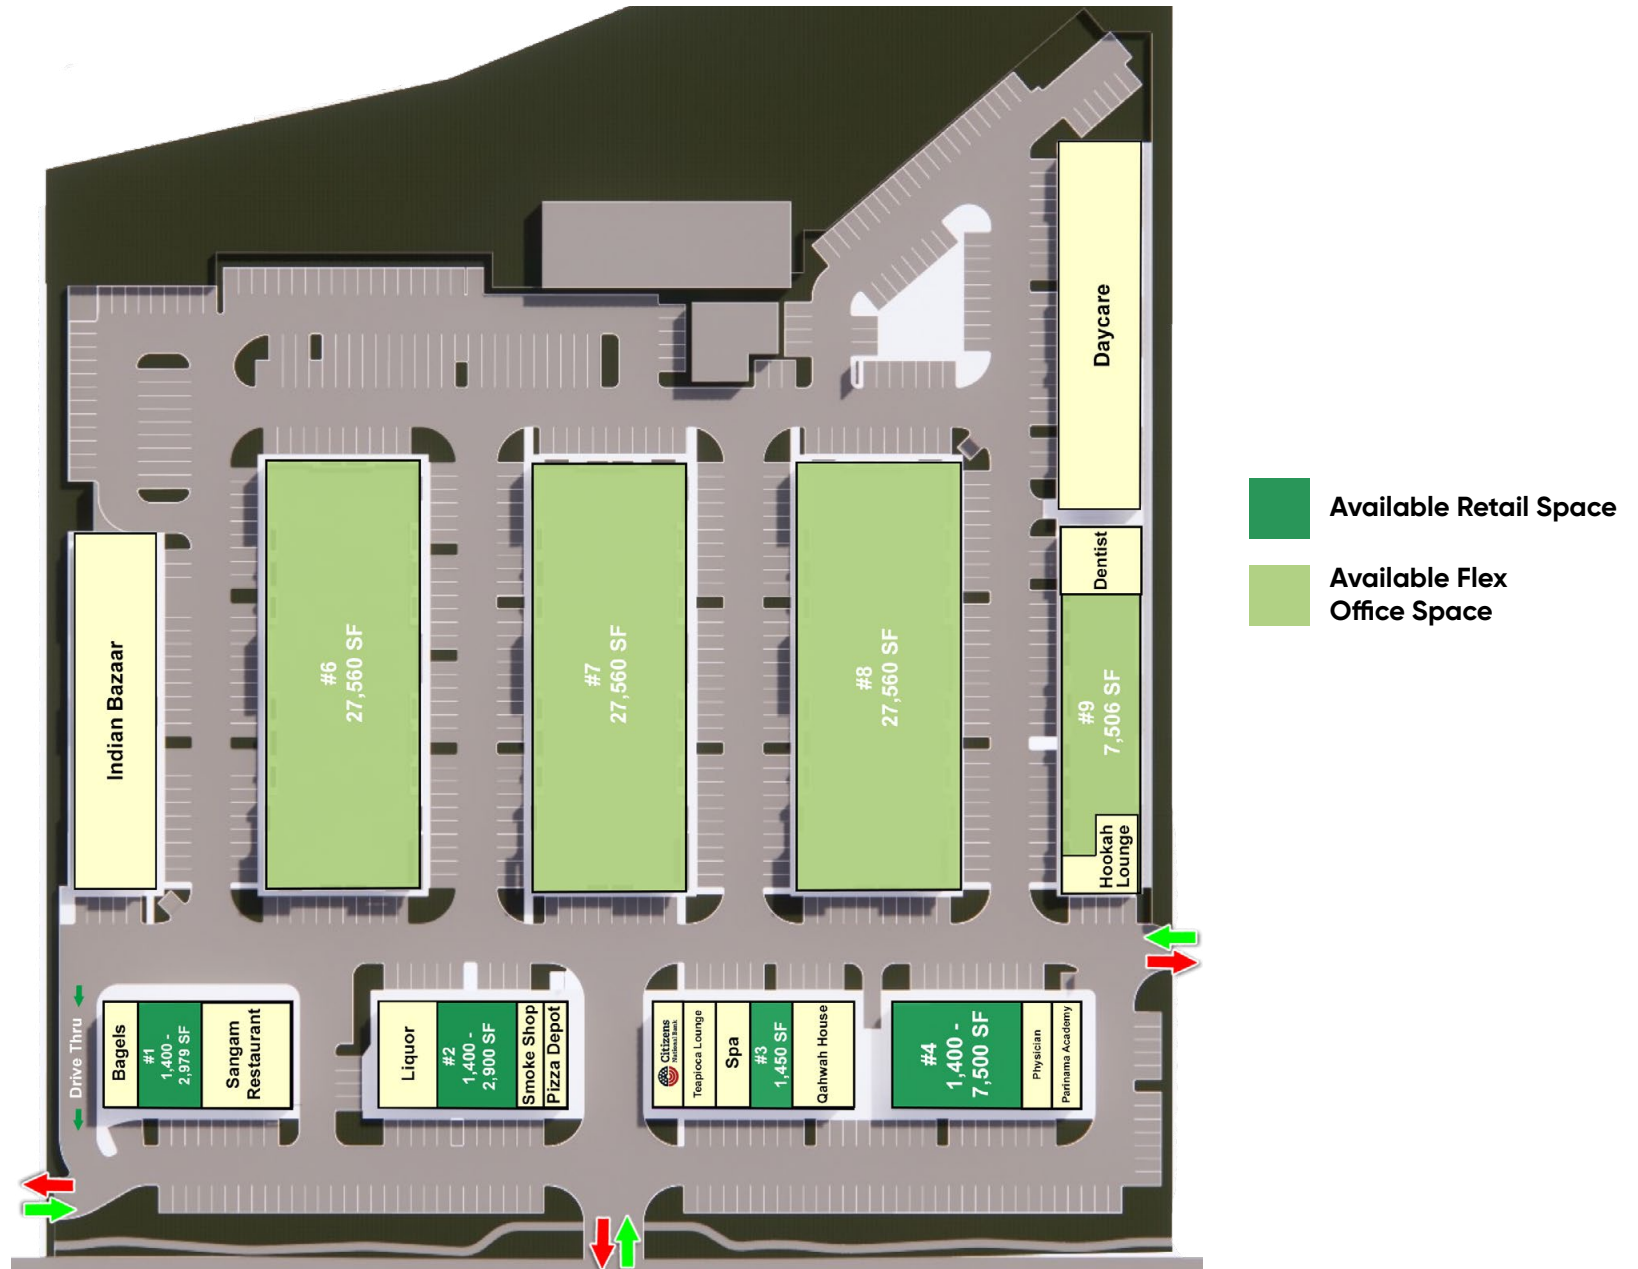 Daycare
Available Retail Space
Available Flex
Office Space
Dentist
Indian Bazaar
#6
27,560 SF
#7
27,560 SF
#8
27,560 SF
#9
7,506 SF
Hookah
Lounge
Drive Thru
Bagels
#1
1,400 -
2,979 SF
Sangam
Restaurant
Liquor
#2
1,400 -
2,900 SF
Smoke Shop
Pizza Depot
Citizens
National Bank
Teapioca Lounge
Spa
#3
1,450 SF
Qahwah House
#4
1,400 -
7,500 SF
Physician
Parinama Academy